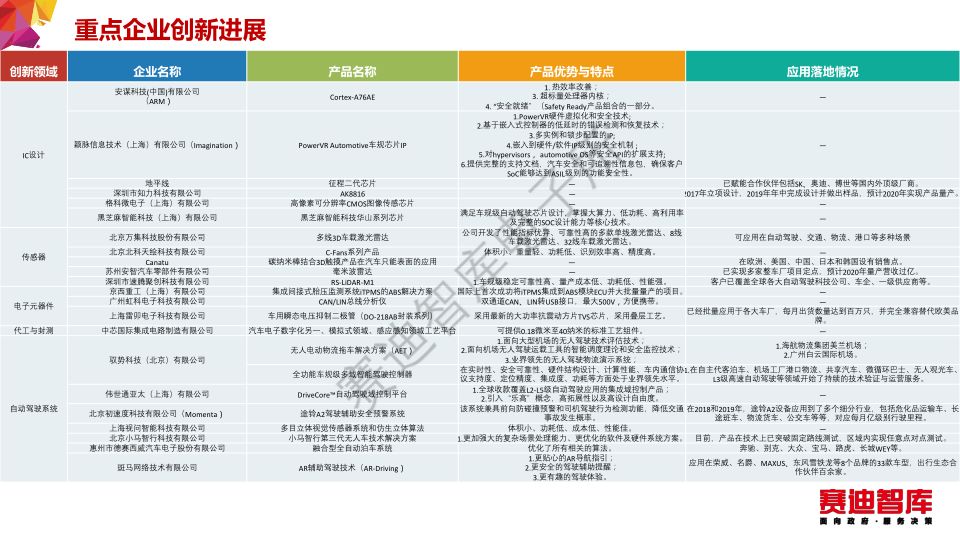 重点企业创新进展
创新领域 企业名称 产品名称 产品优势与特点 应用落地情况
IC设计
安谋科技(中国)有限公司
（ARM）
Cortex-A76AE
1. 热效率改善；
3. 超标量处理器内核；
4. “安全就绪”（Safety Ready产品组合的一部分。
—
颖脉信息技术（上海）有限公司（Imagination）
PowerVR Automotive车规芯片IP
1.PowerVR硬件虚拟化和安全技术;
2.基于嵌入式控制器的低延时的错误检测和恢复技术；
3.多实例和锁步配置的IP;
4.嵌入到硬件/软件IP级别的安全机制；
5.对hypervisors，automotive OS等安全API的扩展支持;
6.提供完整的支持文档，汽车安全和可追溯性信息包，确保客户
SoC能够达到ASIL级别的功能安全性。
—
地平线 征程二代芯片 — 已赋能合作伙伴包括SK、奥迪、博世等国内外顶级厂商。
深圳市知力科技有限公司 AK8816 — 2017年立项设计，2019年年中完成设计并做出样品，预计2020年实现产品量产。
格科微电子（上海）有限公司 高像素可分辨率CMOS图像传感芯片 — —
黑芝麻智能科技（上海）有限公司 黑芝麻智能科技华山系列芯片
满足车规级自动驾驶芯片设计，掌握大算力、低功耗、高利用率
及完整的SOC设计能力等核心技术。
—
传感器
北京万集科技股份有限公司 多线3D车载激光雷达
公司开发了性能指标优异、可靠性高的多款单线激光雷达、8线
车载激光雷达、32线车载激光雷达。
可应用在自动驾驶、交通、物流、港口等多种场景
北京北科天绘科技有限公司 C-Fans系列产品 体积小、重量轻、功耗低、识别效率高、精度高。 —
Canatu 碳纳米棒结合3D触摸产品在汽车只能表面的应用 — 在欧洲、美国、中国、日本和韩国设有销售点。
苏州安智汽车零部件有限公司 毫米波雷达 — 已实现多家整车厂项目定点，预计2020年量产营收过亿。
深圳市速腾聚创科技有限公司 RS-LiDAR-M1 1.车规级稳定可靠性高、量产成本低、功耗低、性能强。 客户已覆盖全球各大自动驾驶科技公司、车企、一级供应商等。
电子元器件
京西重工（上海）有限公司 集成间接式胎压监测系统iTPMS的ABS解决方案 国际上首次成功将iTPMS集成到ABS模块ECU并大批量量产的项目。 —
广州虹科电子科技有限公司 CAN/LIN总线分析仪 双通道CAN、LIN转USB接口，最大500V，方便携带。 —
上海雷卯电子科技有限公司 车用瞬态电压抑制二极管（DO-218AB封装系列） 采用最新的大功率抗震动方片TVS芯片，采用叠层工艺。
已经批量应用于各大车厂，每月出货数量达到百万只，并完全兼容替代欧美品
牌。
代工与封测 中芯国际集成电路制造有限公司 汽车电子数字化另一、模拟式领域、感应感知领域工艺平台 可提供0.18微米至40纳米的标准工艺组件。 —
自动驾驶系统
驭势科技（北京）有限公司
无人电动物流拖车解决方案（AET）
1.面向大型机场的无人驾驶技术评估技术；
2.面向机场无人驾驶运载工具的智能调度理论和安全监控技术；
3.业界领先的无人驾驶物流演示系统；
1.海航物流集团美兰机场；
2.广州白云国际机场。
全功能车规级多域智能驾驶控制器
在实时性、安全可靠性、硬件结构设计、计算性能、车内通信协
议支持度、定位精度、集成度、功耗等方面处于业界领先水平。
1.在自主代客泊车、机场工厂港口物流、共享汽车、微循环巴士、无人观光车、
L3级高速自动驾驶等领域开始了持续的技术验证与运营服务。
伟世通亚太（上海）有限公司 DriveCore™自动驾驶域控制平台
1.全球收款覆盖L2-L5级自动驾驶应用的集成域控制产品；
2.引入“乐高”概念，高拓展性以及高设计自由度。
—
北京初速度科技有限公司（Momenta） 途铃A2驾驶辅助安全预警系统
该系统兼具前向防碰撞预警和司机驾驶行为检测功能，降低交通
事故发生概率。
在2018和2019年，途铃A2设备应用到了多个细分行业，包括危化品运输车、长
途班车、物流货车、公交车等等，对应每月亿级别行驶里程。
上海视问智能科技有限公司 多目立体视觉传感器系统和仿生立体算法 体积小、功耗低、成本低、性能佳。 —
北京小马智行科技有限公司 小马智行第三代无人车技术解决方案 1.更加强大的复杂场景处理能力、更优化的软件及硬件系统方案。 目前，产品在技术上已突破固定路线测试、区域内实现任意点对点测试。
惠州市德赛西威汽车电子股份有限公司 融合型全自动泊车系统 优化了所有相关的算法。 奔驰、别克、大众、宝马、路虎、长城WEY等。
斑马网络技术有限公司 AR辅助驾驶技术（AR-Driving）
1.更贴心的AR导航指引；
2.更安全的驾驶辅助提醒；
3.更有趣的驾驶体验。
应用在荣威、名爵、MAXUS、东风雪铁龙等8个品牌的33款车型，出行生态合
作伙伴百余家。
赛迪智库
面向政府·服务决策